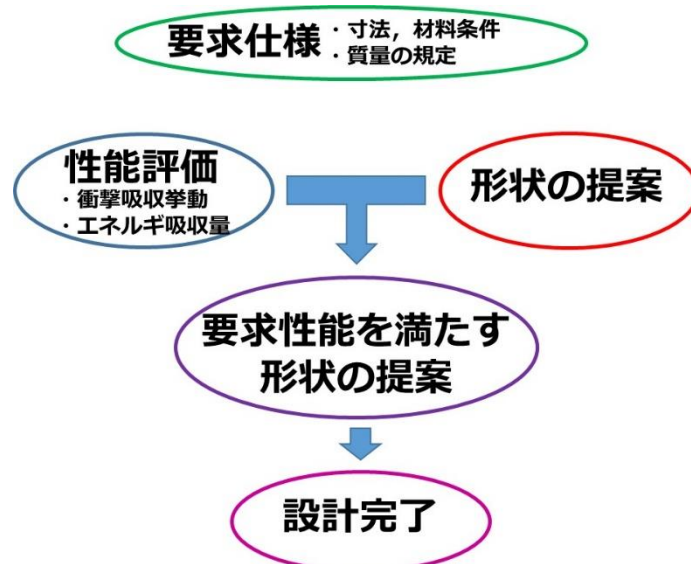 要求仕様
・寸法，材料条件
・質量の規定
性能評価
・衝撃吸収挙動
・エネルギ吸収量
形状の提案
要求性能を満たす
形状の提案
設計完了